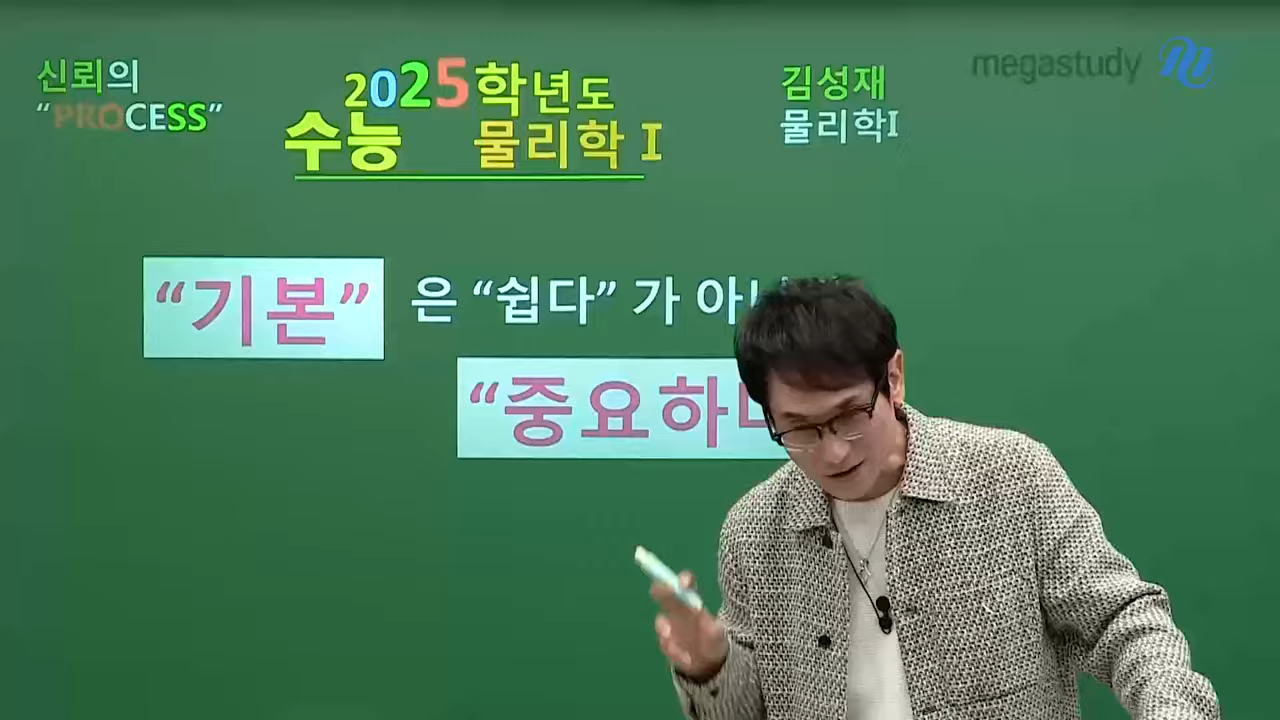 신뢰의
“PROCESS”
2025학년도
수능 물리학 I
김성재
물리학I
megastudy
“기본” 은 “쉽다” 가
“중요하